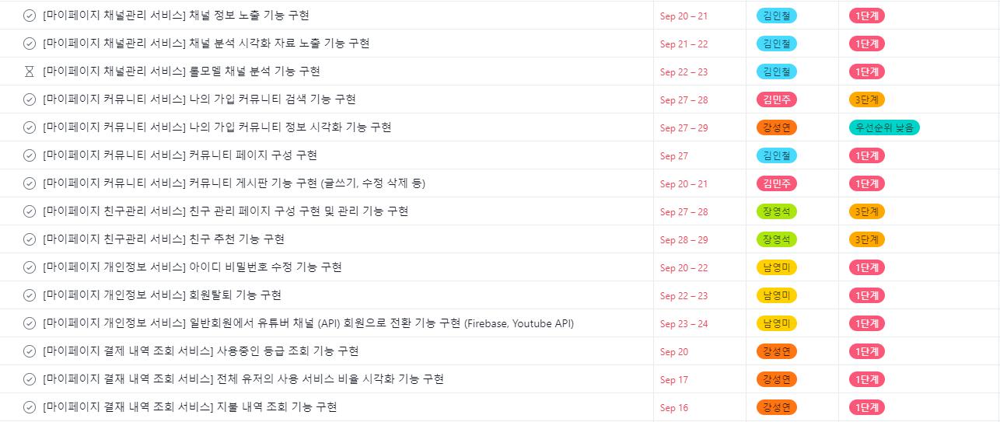 [마이페이지 채널관리 서비스] 채널 정보 노출 기능 구현 Sep 20 – 21 김인철 1단계
[마이페이지 채널관리 서비스] 채널 분석 시각화 자료 노출 기능 구현 Sep 21 – 22 김인철 1단계
[마이페이지 채널관리 서비스] 롤모델 채널 분석 기능 구현 Sep 22 – 23 김인철 1단계
[마이페이지 커뮤니티 서비스] 나의 가입 커뮤니티 검색 기능 구현 Sep 27 – 28 김민주 3단계
[마이페이지 커뮤니티 서비스] 나의 가입 커뮤니티 정보 시각화 기능 구현 Sep 27 – 29 강성연 우선순위 낮음
[마이페이지 커뮤니티 서비스] 커뮤니티 페이지 구성 구현 Sep 27 김인철 1단계
[마이페이지 커뮤니티 서비스] 커뮤니티 게시판 기능 구현 (글쓰기, 수정 삭제 등) Sep 20 – 21 김민주 1단계
[마이페이지 친구관리 서비스] 친구 관리 페이지 구성 구현 및 관리 기능 구현 Sep 27 – 28 장영석 3단계
[마이페이지 친구관리 서비스] 친구 추천 기능 구현 Sep 28 – 29 장영석 3단계
[마이페이지 개인정보 서비스] 아이디 비밀번호 수정 기능 구현 Sep 20 – 22 남영미 1단계
[마이페이지 개인정보 서비스] 회원탈퇴 기능 구현 Sep 22 – 23 남영미 1단계
[마이페이지 개인정보 서비스] 일반회원에서 유튜버 채널 (API) 회원으로 전환 기능 구현 (Firebase, Youtube API) Sep 23 – 24 남영미 1단계
[마이페이지 결제 내역 조회 서비스] 사용인 등급 조회 기능 구현 Sep 20 강성연 1단계
[마이페이지 결재 내역 조회 서비스] 전체 유저의 사용 서비스 비율 시각화 기능 구현 Sep 17 강성연 1단계
[마이페이지 결재 내역 조회 서비스] 지불 내역 조회 기능 구현 Sep 16 강성연 1단계